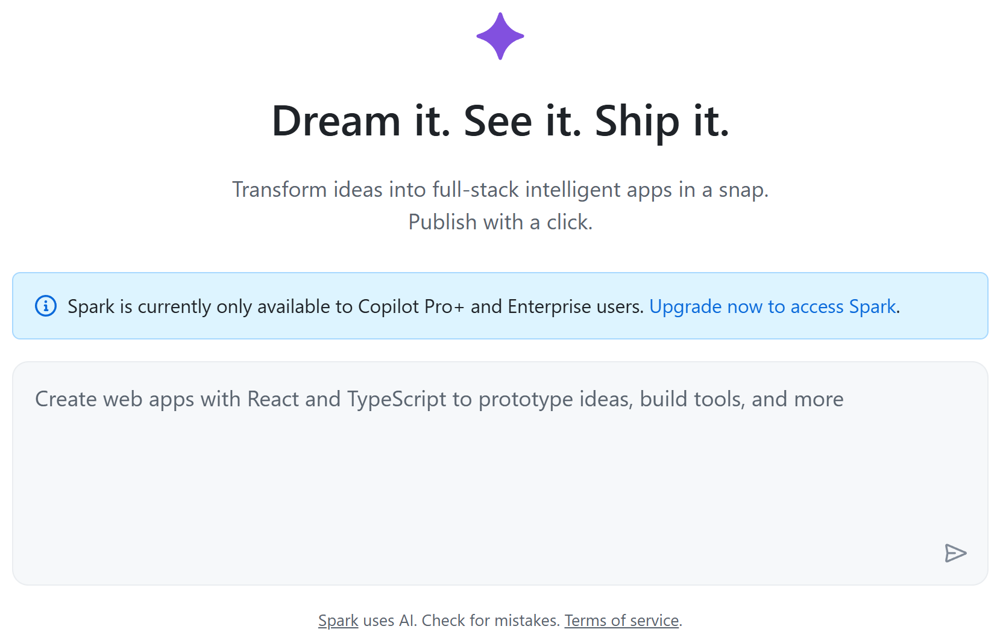 Dream it. See it. Ship it.
Transform ideas into full-stack intelligent apps in a snap.
Publish with a click.
Spark is currently only available to Copilot Pro+ and Enterprise users. Upgrade now to access Spark.
Create web apps with React and TypeScript to prototype ideas, build tools, and more
Spark uses AI. Check for mistakes. Terms of service.